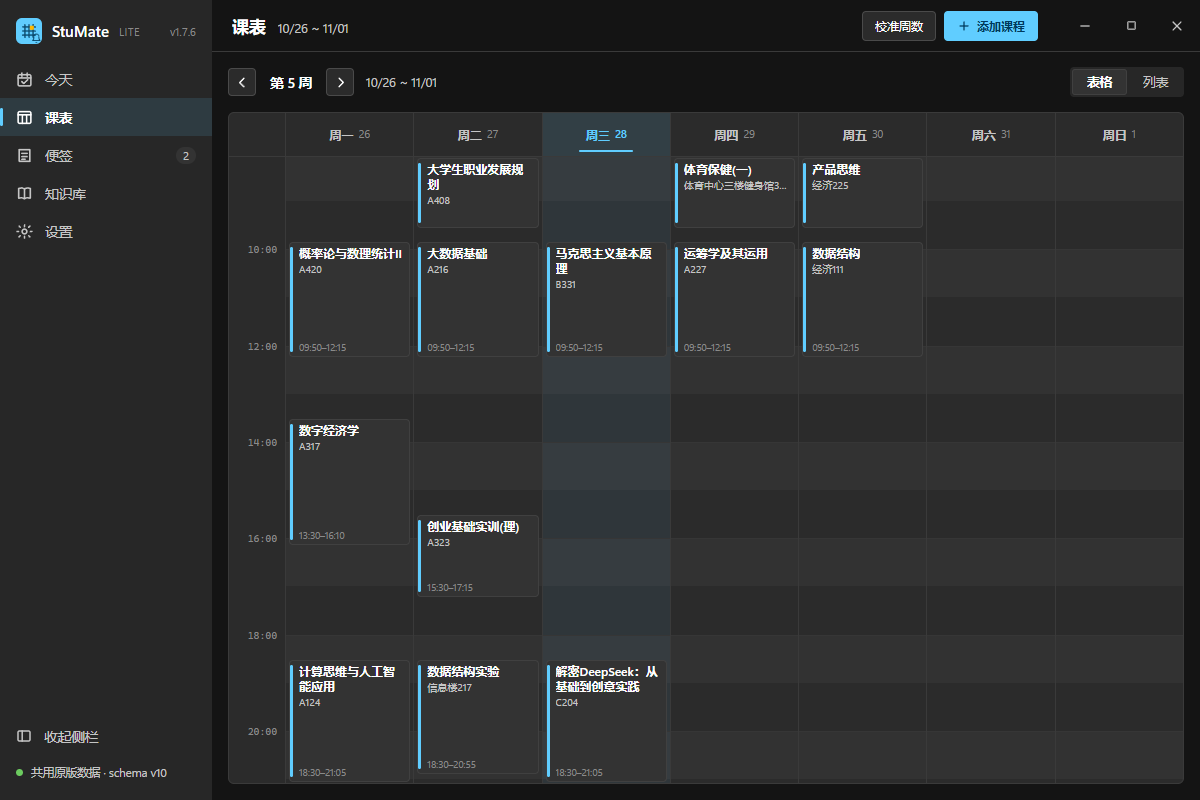 StuMate LITE v1.7.6
今天
课表
便签 2
知识库
设置
收起侧栏
共用原版数据 · schema v10
课表 10/26 ~ 11/01
校准周数
+ 添加课程
第 5 周
10/26 ~ 11/01
表格 列表
周一 26
周二 27
周三 28
周四 29
周五 30
周六 31
周日 1
10:00
12:00
14:00
16:00
18:00
20:00
概率论与数理统计II
A420
09:50–12:15
数字经济学
A317
13:30–16:10
计算思维与人工智
能应用
A124
18:30–21:05
大学生职业发展规
划
A408
大数据基础
A216
09:50–12:15
创业基础实训(理)
A323
15:30–17:15
数据结构实验
信息楼217
18:30–20:55
马克思主义基本原
理
B331
09:50–12:15
解密DeepSeek：从
基础到创意实践
C204
18:30–21:05
体育保健(一)
体育中心三楼健身馆3...
运筹学及其运用
A227
09:50–12:15
产品思维
经济225
数据结构
经济111
09:50–12:15